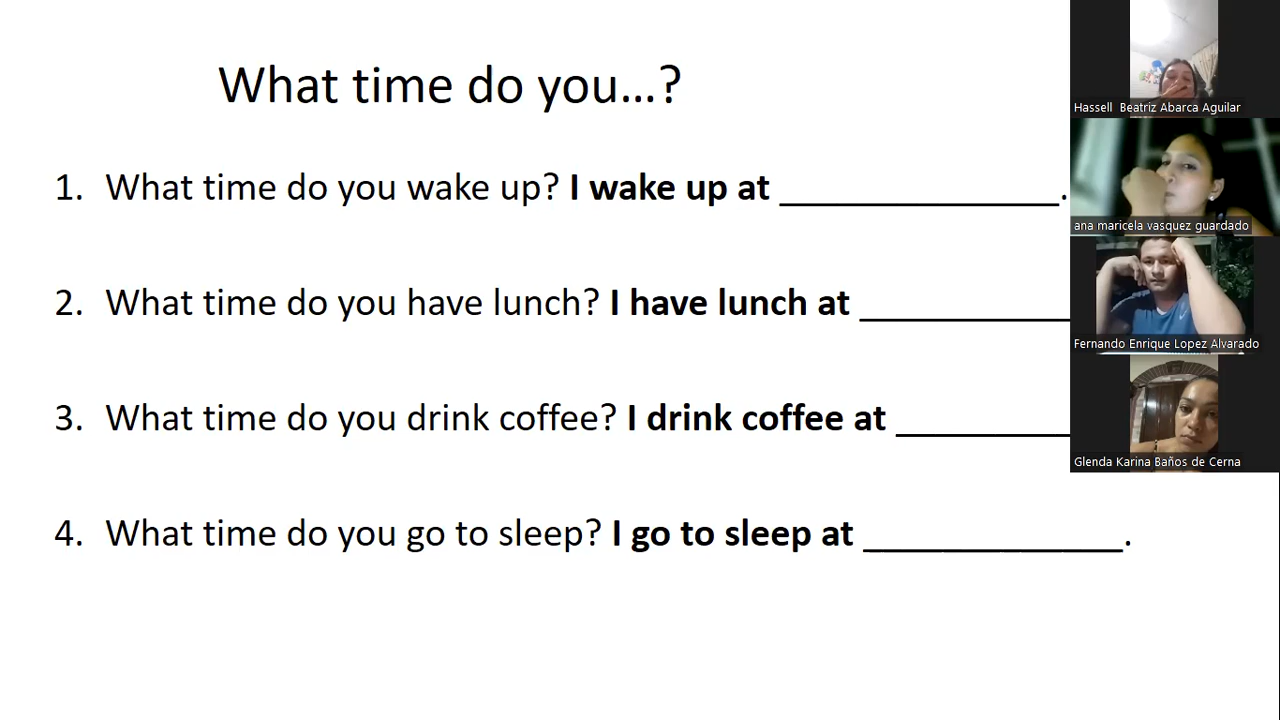 What time do you...?
1. What time do you wake up? I wake up at ______________.
2. What time do you have lunch? I have lunch at ___________
3. What time do you drink coffee? I drink coffee at _________
4. What time do you go to sleep? I go to sleep at _____________.
Hassell Beatriz Abarca Aguilar
ana maricela vasquez guardado
Fernando Enrique Lopez Alvarado
Glenda Karina Baños de Cerna